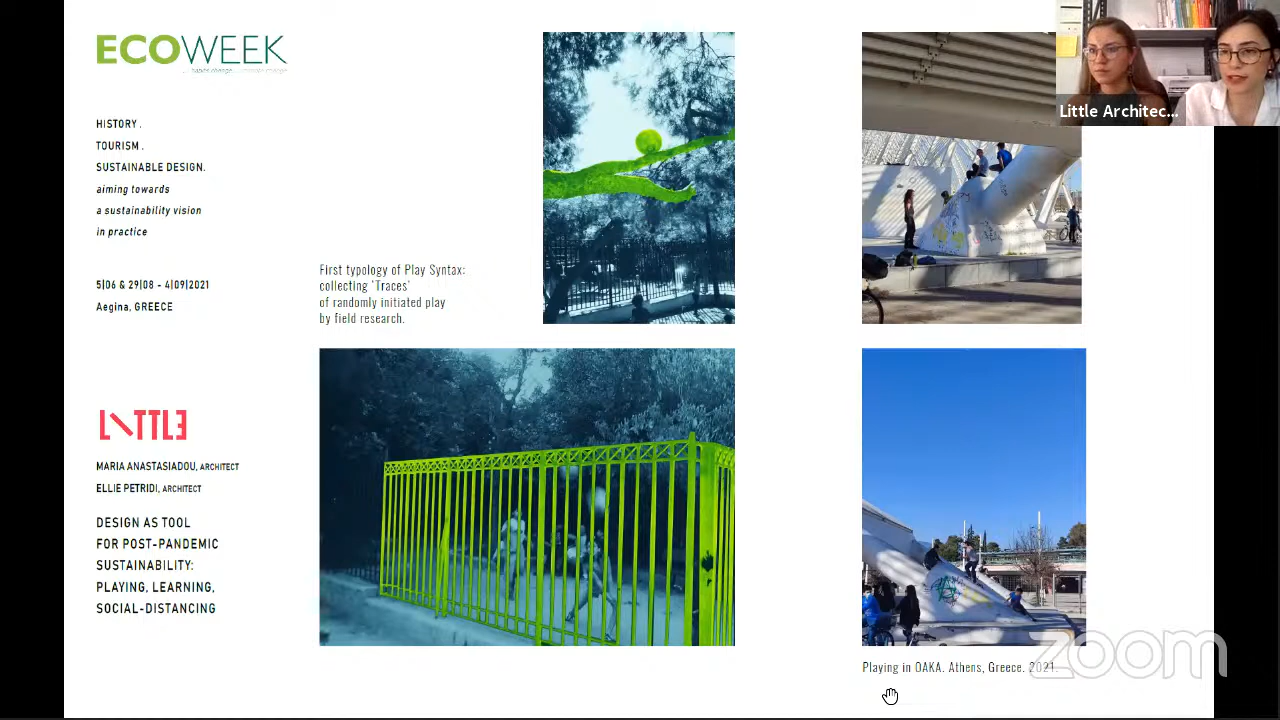 ECOWEEK
Little Architec...
HISTORY .
TOURISM .
SUSTAINABLE DESIGN.
aiming towards
a sustainability vision
in practice
5|06 & 29|08 - 4|09|2021
Aegina, GREECE
First typology of Play Syntax:
collecting 'Traces'
of randomly initiated play
by field research.
LITTLE
MARIA ANASTASIADOU, ARCHITECT
ELLIE PETRIDI, ARCHITECT
DESIGN AS TOOL
FOR POST-PANDEMIC
SUSTAINABILITY:
PLAYING, LEARNING,
SOCIAL-DISTANCING
Playing in OAKA. Athens, Greece. 2021.
zoom